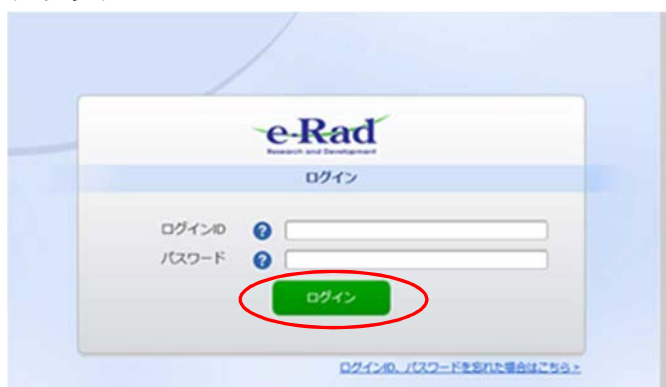 e-Rad
Research and Development
ログイン
ログインID
パスワード
ログイン
ログインID、パスワードを忘れた場合はこちら>